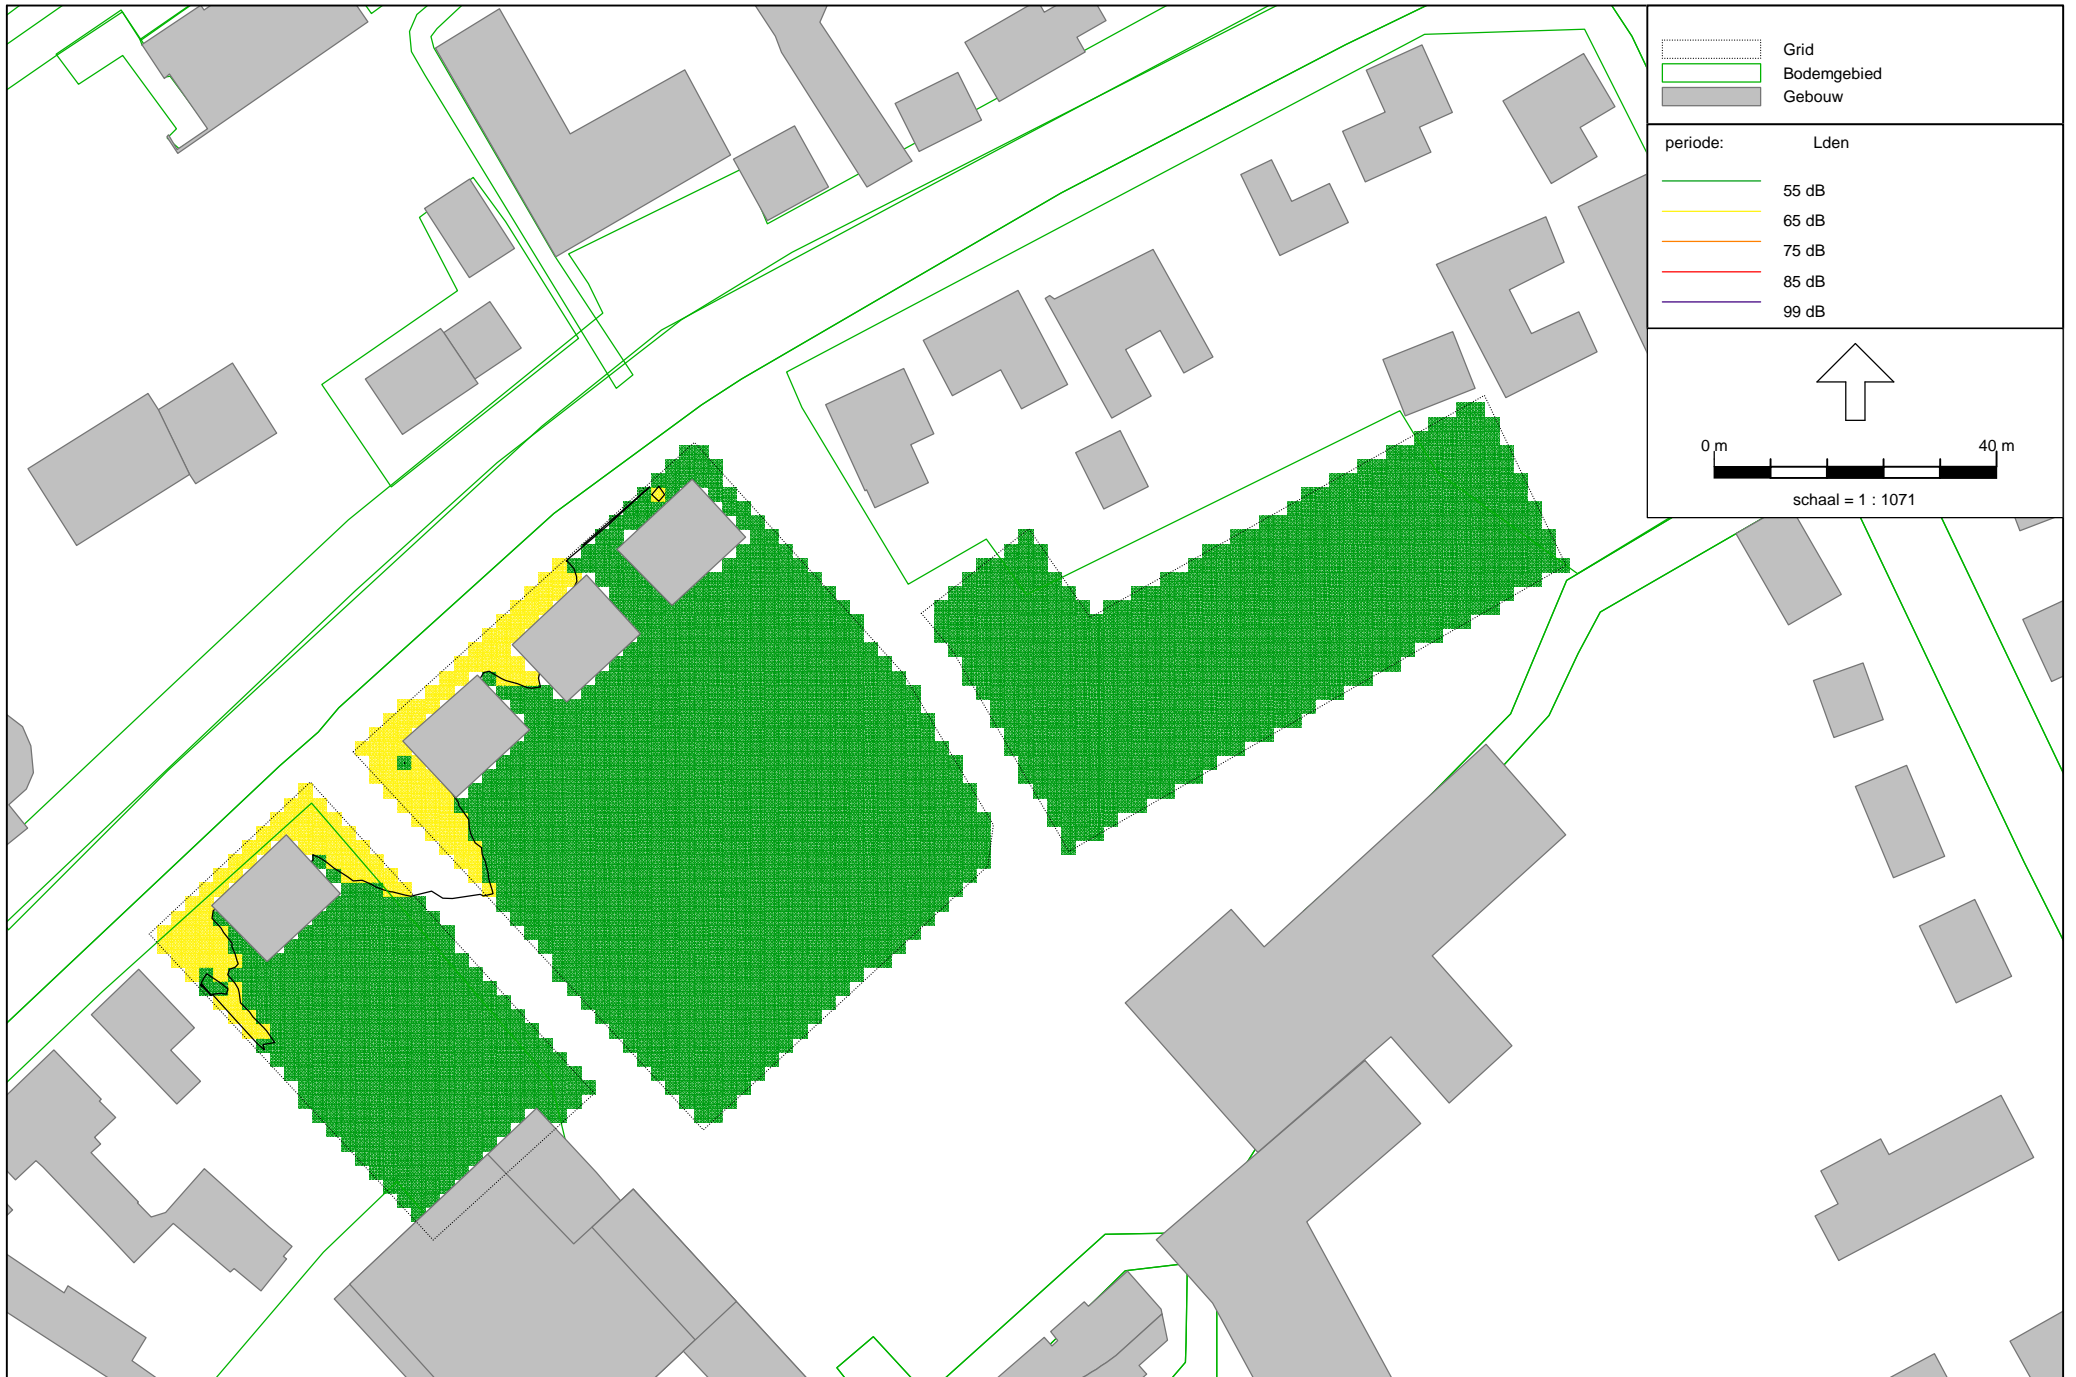 Grid
Bodemgebied
Gebouw
periode: Lden
55 dB
65 dB
75 dB
85 dB
99 dB
0 m 40 m
schaal = 1 : 1071